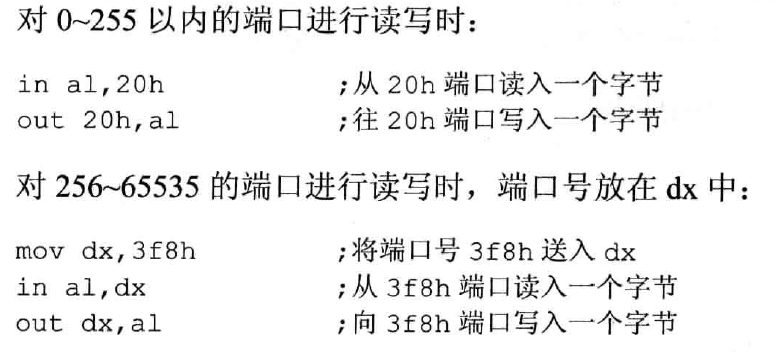 对 0~255 以内的端口进行读写时：
in al,20h ;从 20h 端口读入一个字节
out 20h,al ;往 20h 端口写入一个字节
对 256~65535 的端口进行读写时，端口号放在 dx 中：
mov dx,3f8h ;将端口号 3f8h 送入 dx
in al,dx ;从 3f8h 端口读入一个字节
out dx,al ;向 3f8h 端口写入一个字节